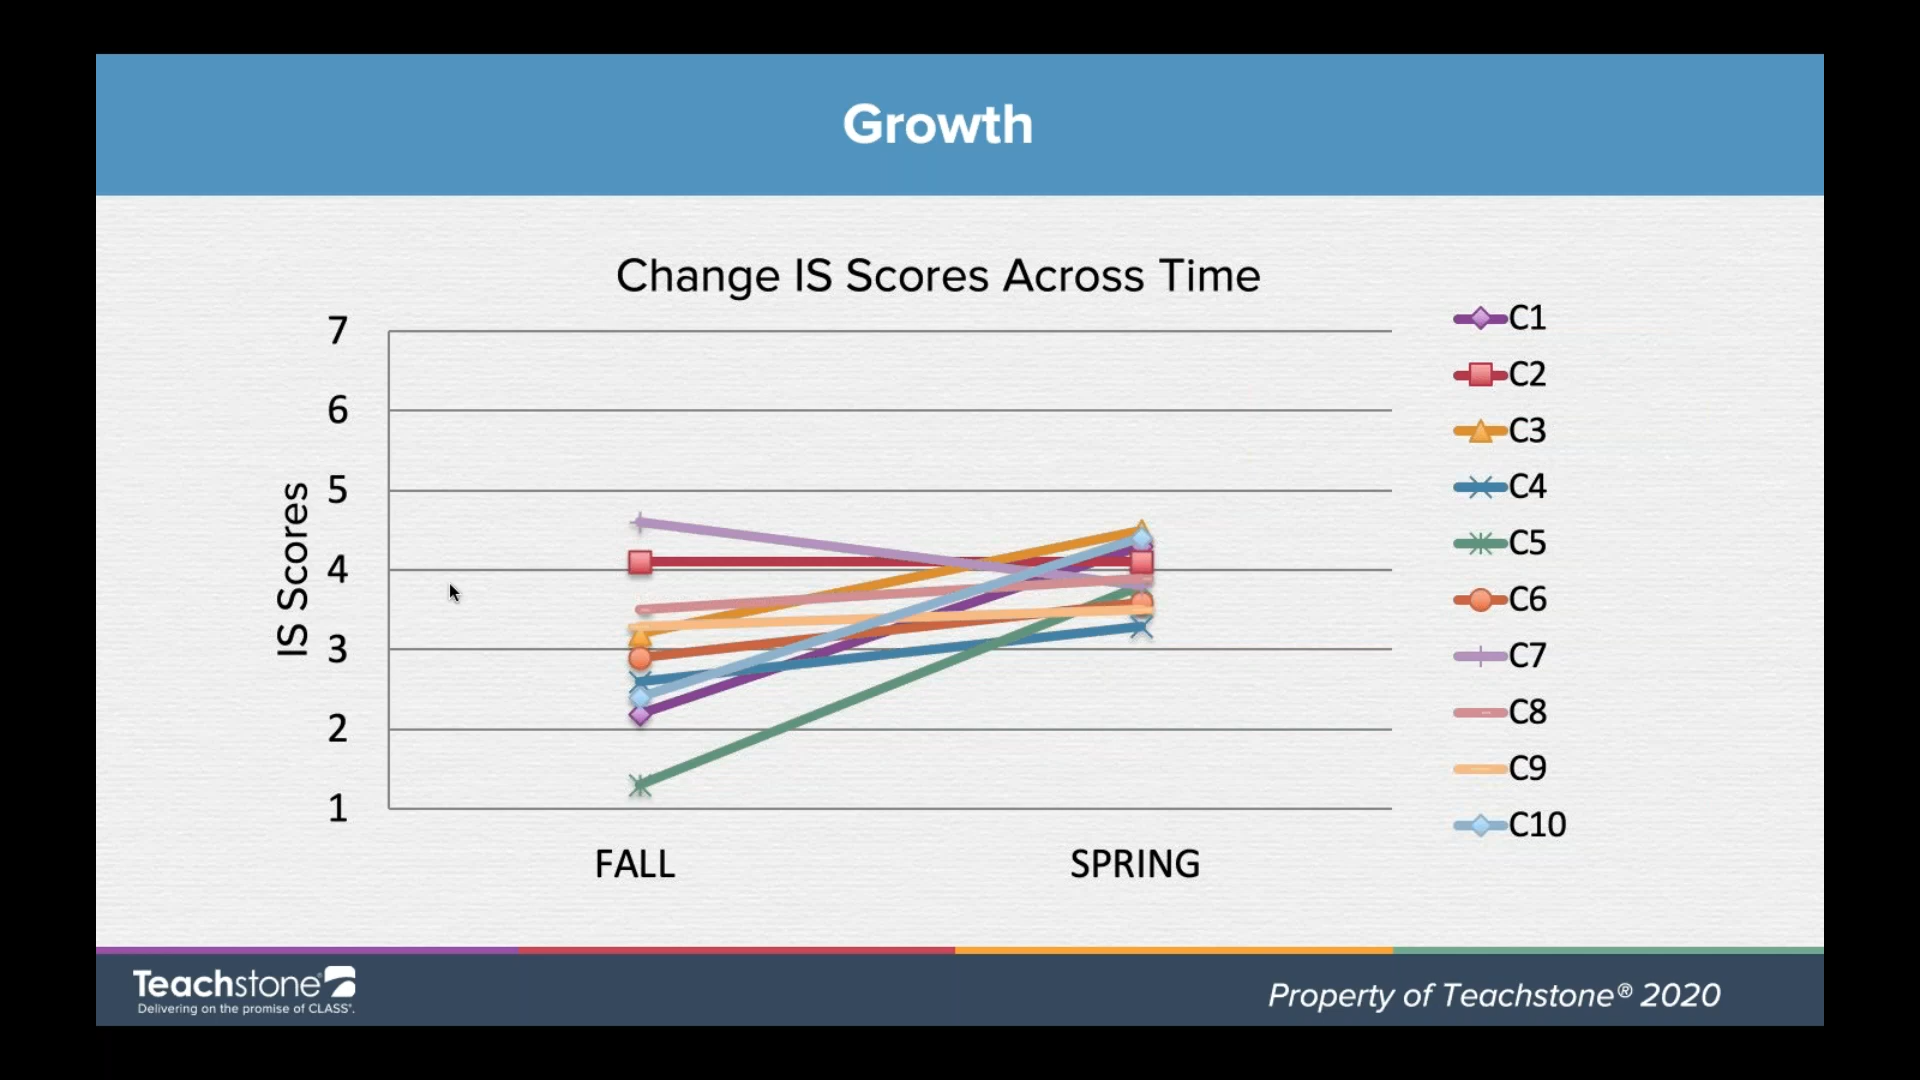 Growth
Change IS Scores Across Time
IS Scores
7
6
5
4
3
2
1
FALL SPRING
C1
C2
C3
C4
C5
C6
C7
C8
C9
C10
Teachstone®
Delivering on the promise of CLASS®.
Property of Teachstone® 2020